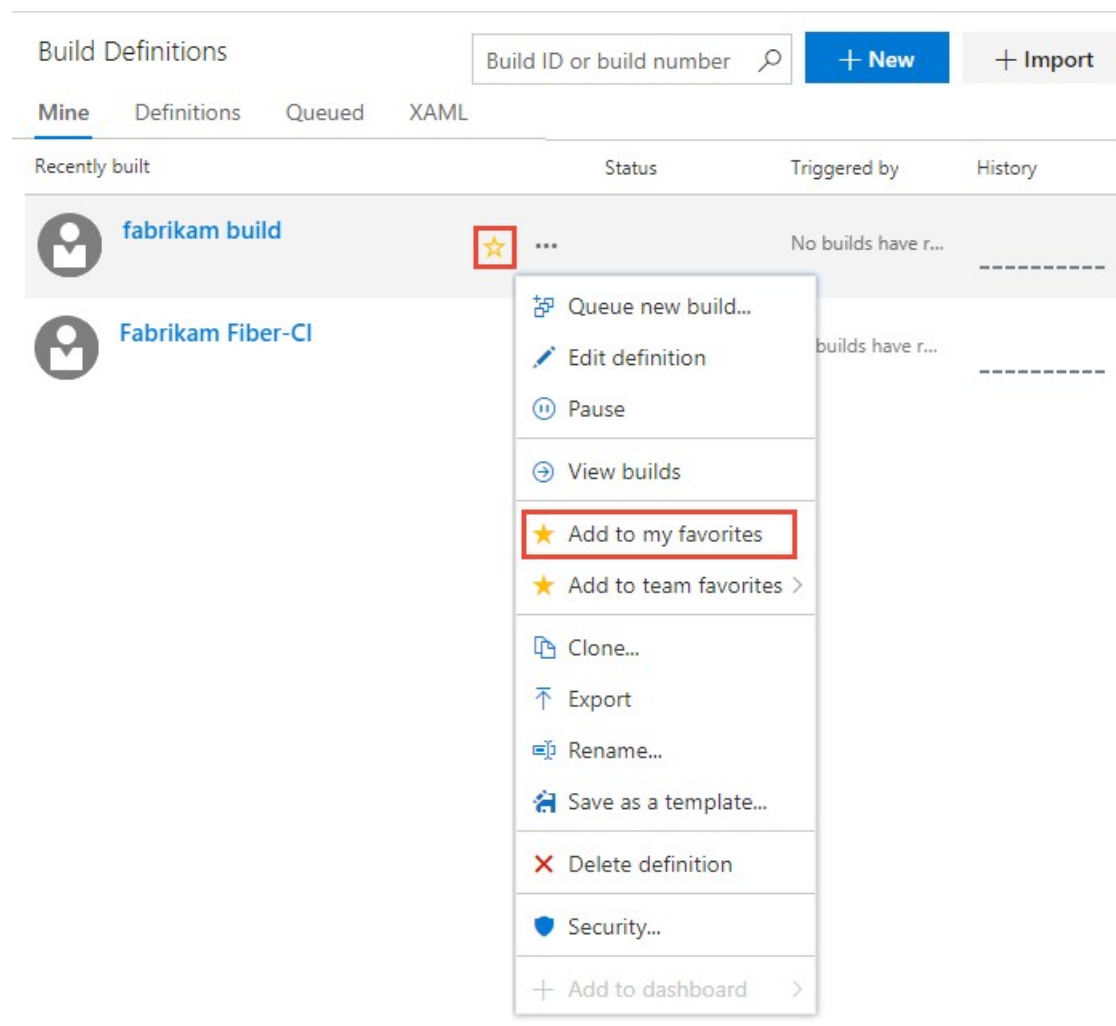 Build Definitions
Build ID or build number
+ New
+ Import
Mine Definitions Queued XAML
Recently built Status Triggered by History
fabrikam build ... No builds have r...
Queue new build...
Fabrikam Fiber-CI builds have r...
Edit definition
Pause
View builds
Add to my favorites
Add to team favorites >
Clone...
Export
Rename...
Save as a template...
Delete definition
Security...
+ Add to dashboard >